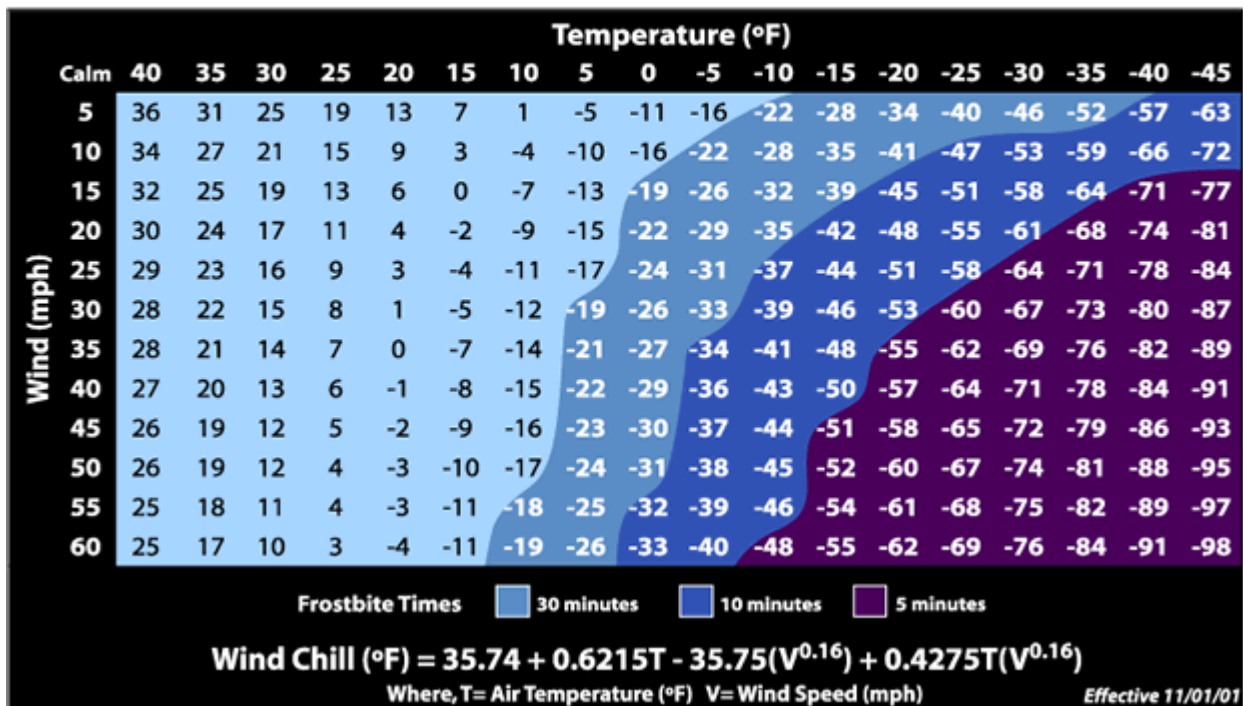 Temperature (ºF)
Calm 40 35 30 25 20 15 10 5 0 -5 -10 -15 -20 -25 -30 -35 -40 -45
5 36 31 25 19 13 7 1 -5 -11 -16 -22 -28 -34 -40 -46 -52 -57 -63
10 34 27 21 15 9 3 -4 -10 -16 -22 -28 -35 -41 -47 -53 -59 -66 -72
15 32 25 19 13 6 0 -7 -13 -19 -26 -32 -39 -45 -51 -58 -64 -71 -77
20 30 24 17 11 4 -2 -9 -15 -22 -29 -35 -42 -48 -55 -61 -68 -74 -81
25 29 23 16 9 3 -4 -11 -17 -24 -31 -37 -44 -51 -58 -64 -71 -78 -84
30 28 22 15 8 1 -5 -12 -19 -26 -33 -39 -46 -53 -60 -67 -73 -80 -87
35 28 21 14 7 0 -7 -14 -21 -27 -34 -41 -48 -55 -62 -69 -76 -82 -89
40 27 20 13 6 -1 -8 -15 -22 -29 -36 -43 -50 -57 -64 -71 -78 -84 -91
45 26 19 12 5 -2 -9 -16 -23 -30 -37 -44 -51 -58 -65 -72 -79 -86 -93
50 26 19 12 4 -3 -10 -17 -24 -31 -38 -45 -52 -60 -67 -74 -81 -88 -95
55 25 18 11 4 -3 -11 -18 -25 -32 -39 -46 -54 -61 -68 -75 -82 -89 -97
60 25 17 10 3 -4 -11 -19 -26 -33 -40 -48 -55 -62 -69 -76 -84 -91 -98
Wind (mph)
Frostbite Times 30 minutes 10 minutes 5 minutes
Wind Chill (ºF) = 35.74 + 0.6215T - 35.75(V0.16) + 0.4275T(V0.16)
Where, T= Air Temperature (ºF) V= Wind Speed (mph) Effective 11/01/01